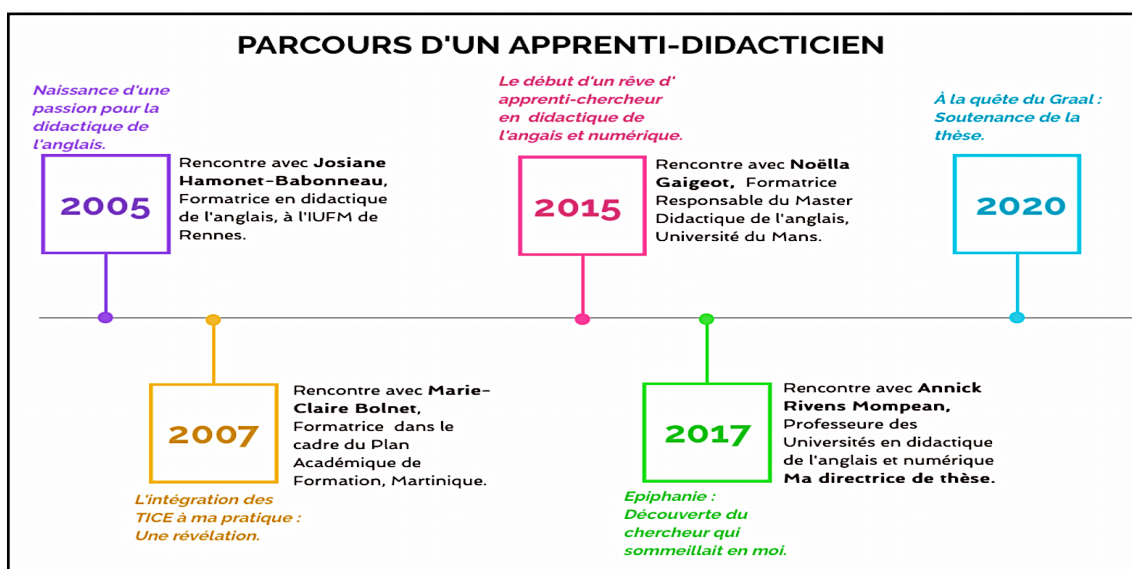 PARCOURS D'UN APPRENTI-DIDACTICIEN
Naissance d'une
passion pour la
didactique de
l'anglais.
2005
Rencontre avec Josiane
Hamonet-Babonneau,
Formatrice en didactique
de l'anglais, à l'IUFM de
Rennes.
2007
Rencontre avec Marie-
Claire Bolnet,
Formatrice dans le
cadre du Plan
Académique de
Formation, Martinique.
L'intégration des
TICE à ma pratique :
Une révélation.
Le début d'un rêve d'
apprenti-chercheur
en didactique de
l'angais et numérique.
2015
Rencontre avec Noëlla
Gaigeot, Formatrice
Responsable du Master
Didactique de l'anglais,
Université du Mans.
2017
Rencontre avec Annick
Rivens Mompean,
Professeure des
Universités en didactique
de l'anglais et numérique
Ma directrice de thèse.
Epiphanie :
Découverte du
chercheur qui
sommeillait en moi.
À la quête du Graal :
Soutenance de la
thèse.
2020